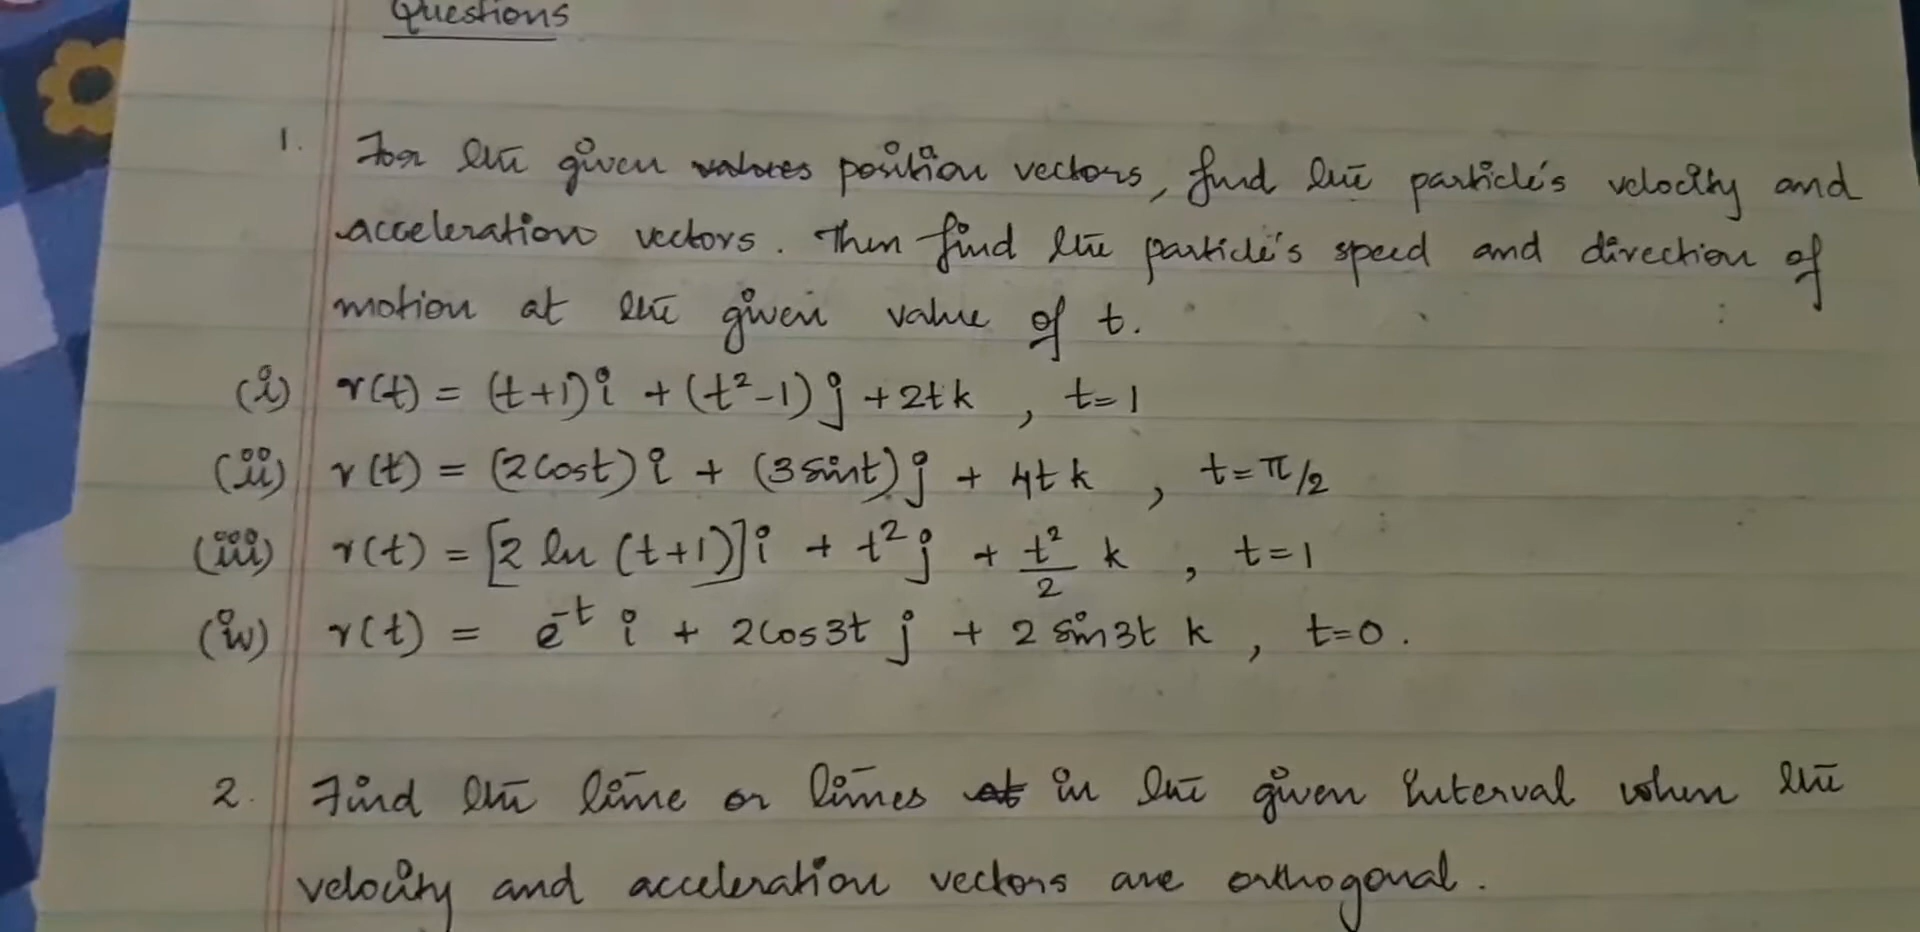 Questions
1. For the given values position vectors, find the particle's velocity and
acceleration vectors. Then find the particle's speed and direction of
motion at the given value of t.
(i) r(t) = (t+1)i + (t²-1)j + 2tk , t=1
(ii) r(t) = (2cost)i + (3sint)j + 4t k , t=π/2
(iii) r(t) = [2 ln (t+1)]i + t²j + t²/2 k , t=1
(iv) r(t) = e^-t i + 2cos3t j + 2 sin3t k , t=0.
2. Find the time or times at in the given interval when the
velocity and acceleration vectors are orthogonal.